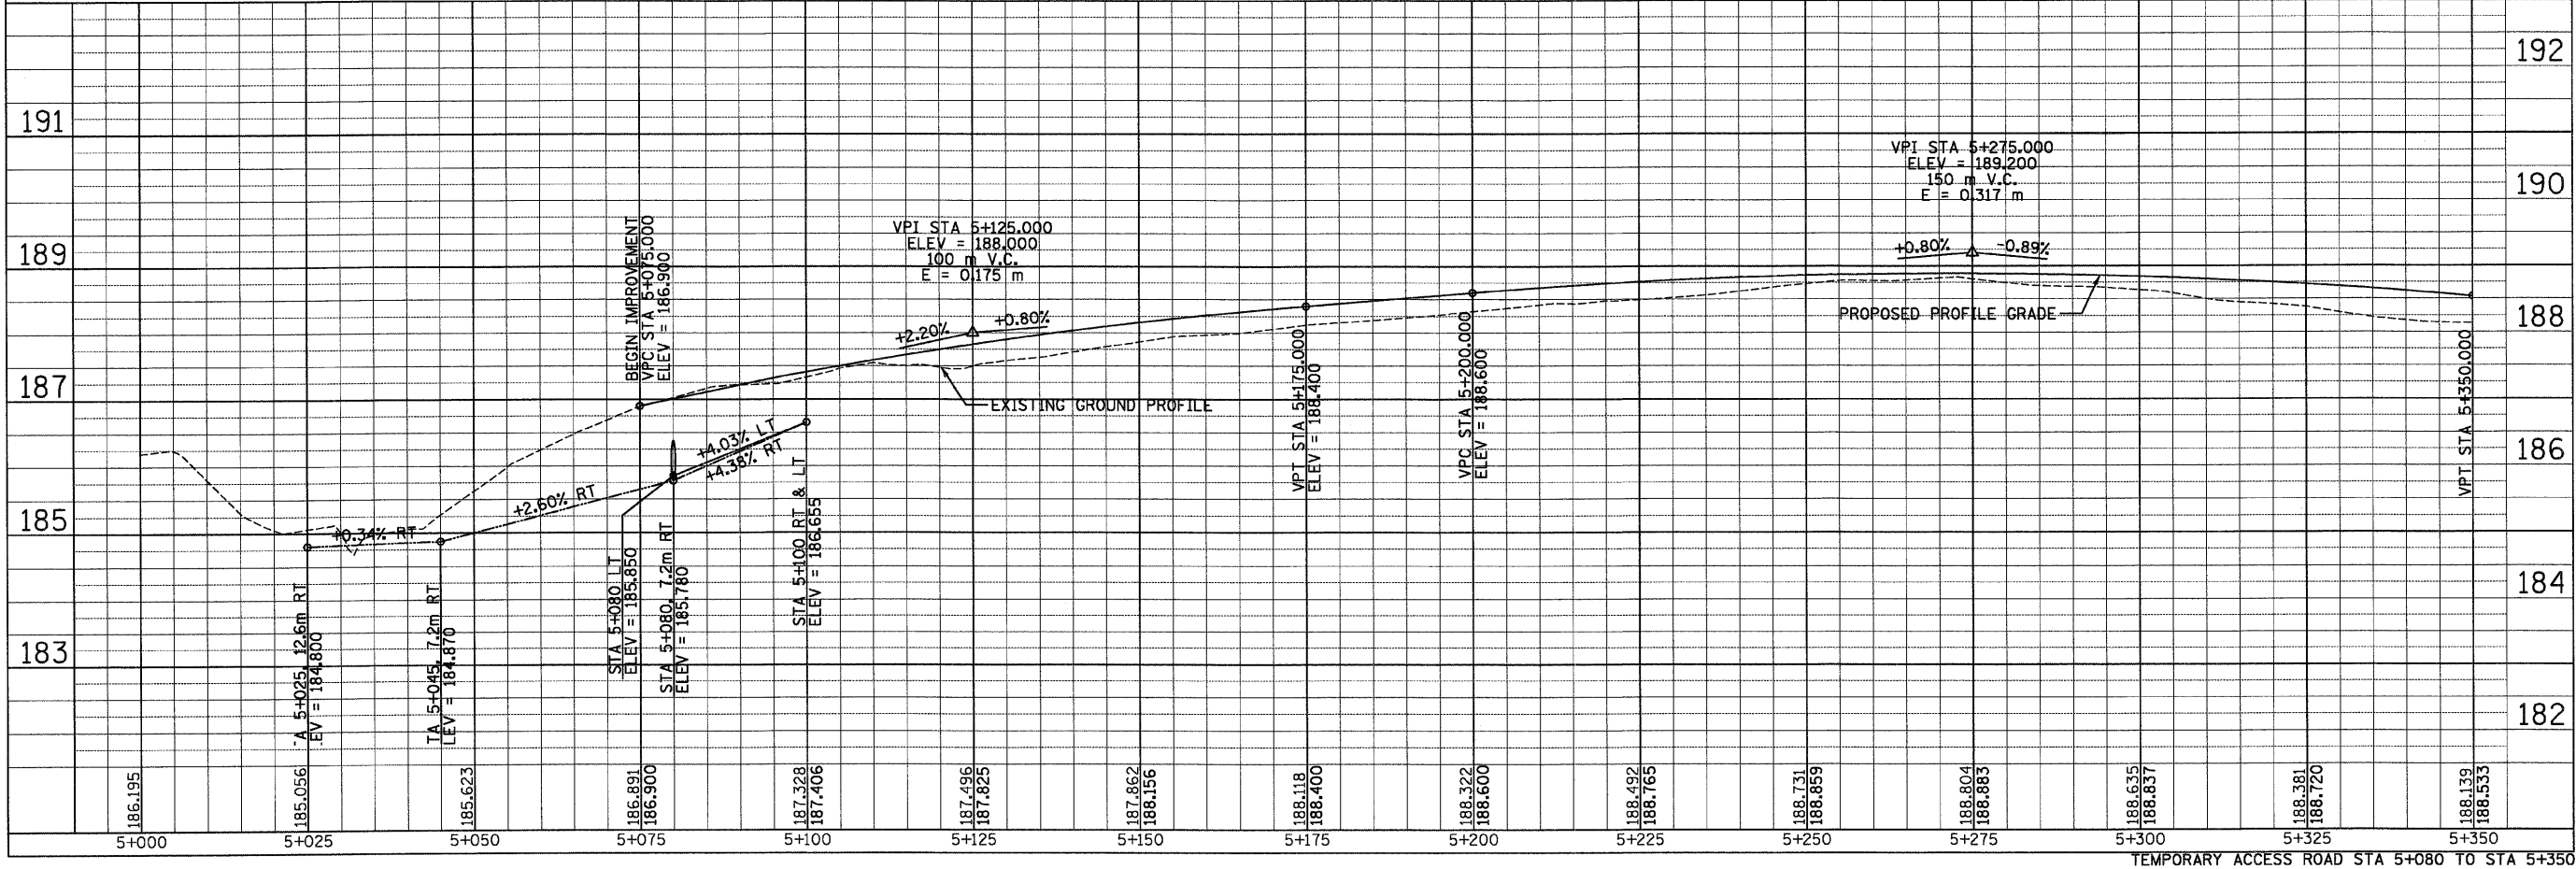 192
191
190
189
188
187
186
185
184
183
182
VPI STA 5+275.000
ELEV = 189.200
150 m V.C.
E = 0.317 m
+0.80%
-0.89%
VPI STA 5+125.000
ELEV = 188.000
100 m V.C.
E = 0.175 m
+2.20%
+0.80%
BEGIN IMPROVEMENT
VPC STA 5+075.000
ELEV = 186.900
PROPOSED PROFILE GRADE
EXISTING GROUND PROFILE
VPT STA 5+175.000
ELEV = 188.400
VPC STA 5+200.000
ELEV = 188.600
VPT STA 5+350.000
+4.03% LT
+4.38% RT
+2.60% RT
+0.34% RT
STA 5+100 RT & LT
ELEV = 186.655
STA 5+080 LT
ELEV = 185.850
STA 5+080, 7.2m RT
ELEV = 185.780
TA 5+045, 7.2m RT
LEV = 184.870
A 5+025, 12.6m RT
EV = 184.800
186.195
185.056
185.623
186.891
186.900
187.328
187.406
187.496
187.825
187.862
188.156
188.118
188.400
188.322
188.600
188.492
188.765
188.731
188.859
188.804
188.883
188.635
188.837
188.381
188.720
188.139
188.533
5+000
5+025
5+050
5+075
5+100
5+125
5+150
5+175
5+200
5+225
5+250
5+275
5+300
5+325
5+350
TEMPORARY ACCESS ROAD STA 5+080 TO STA 5+350